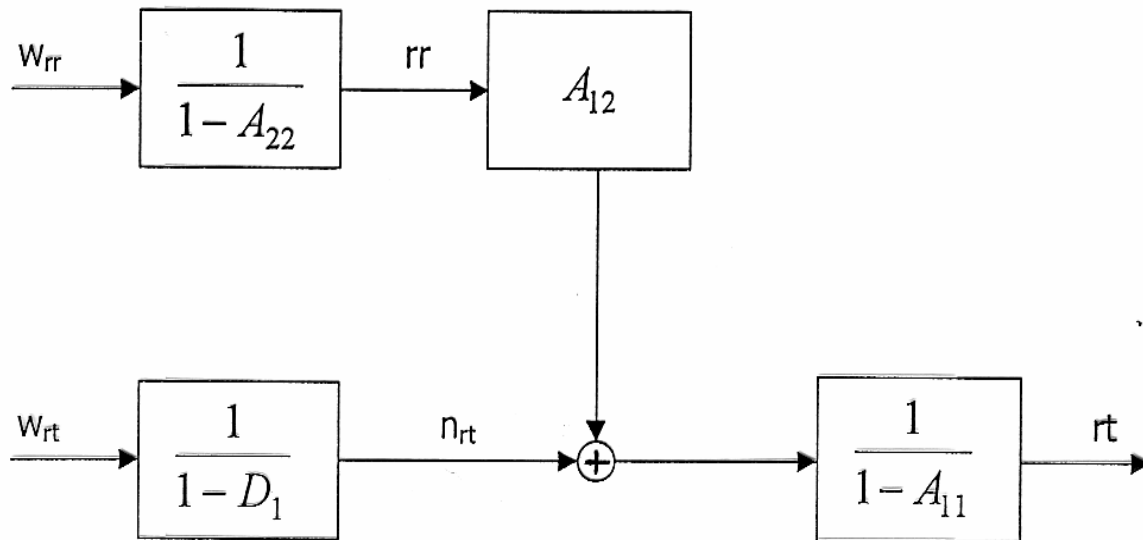 w_rr
1
1 − A_22
rr
A_12
w_rt
1
1 − D_1
n_rt
+
1
1 − A_11
rt